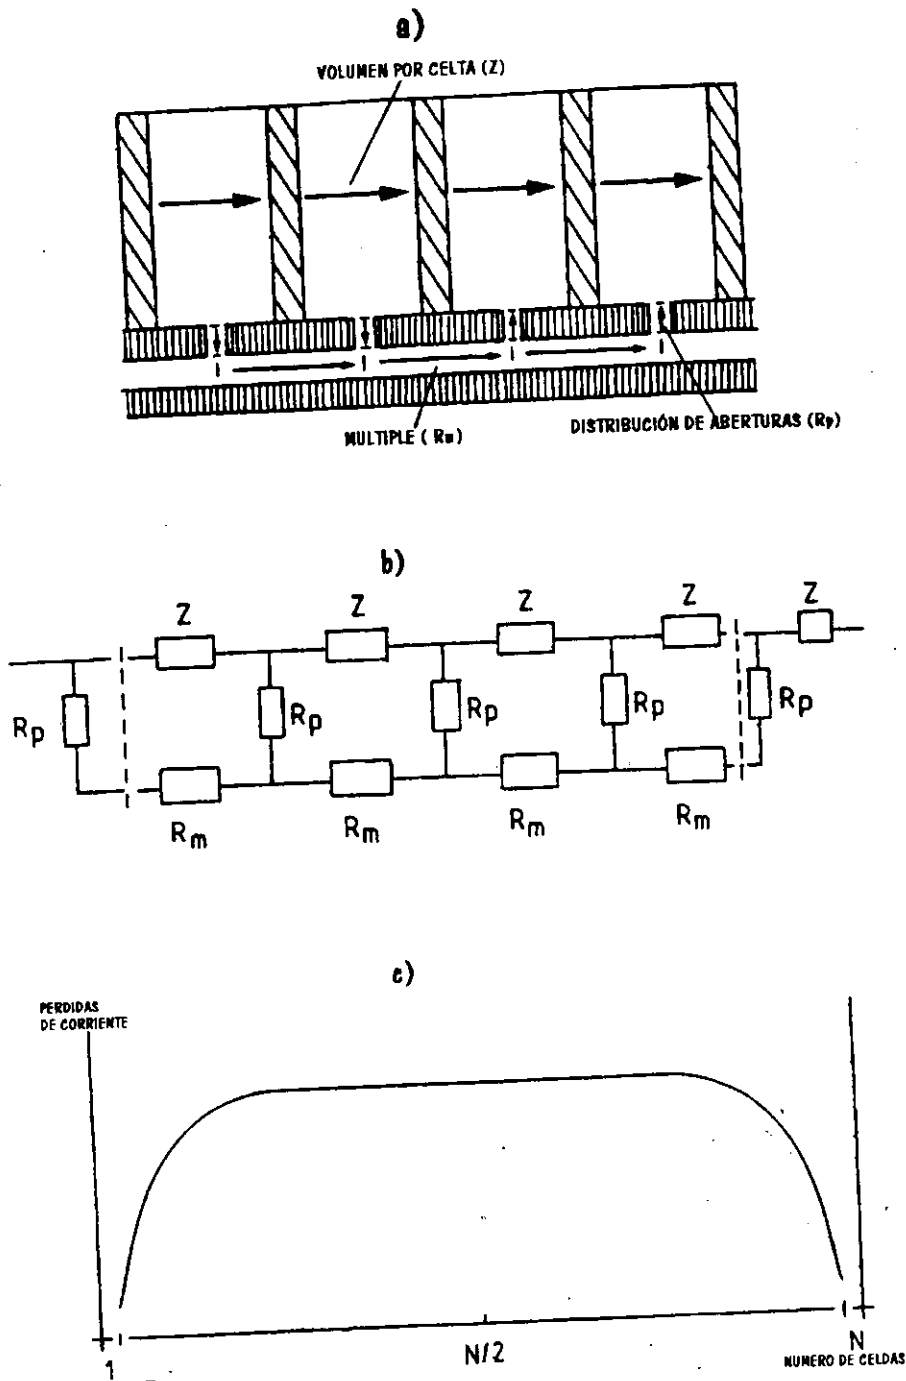 a)
VOLUMEN POR CELTA (Z)
I I I I
MULTIPLE (Rm)
DISTRIBUCIÓN DE ABERTURAS (Rp)
b)
Z Z Z Z Z
Rp Rp Rp Rp Rp
Rm Rm Rm Rm
c)
PERDIDAS
DE CORRIENTE
1 N/2 N
NUMERO DE CELDAS